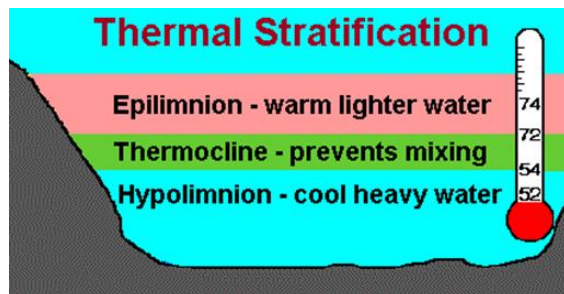 Thermal Stratification
Epilimnion - warm lighter water
74
72
Thermocline - prevents mixing
54
Hypolimnion - cool heavy water
52